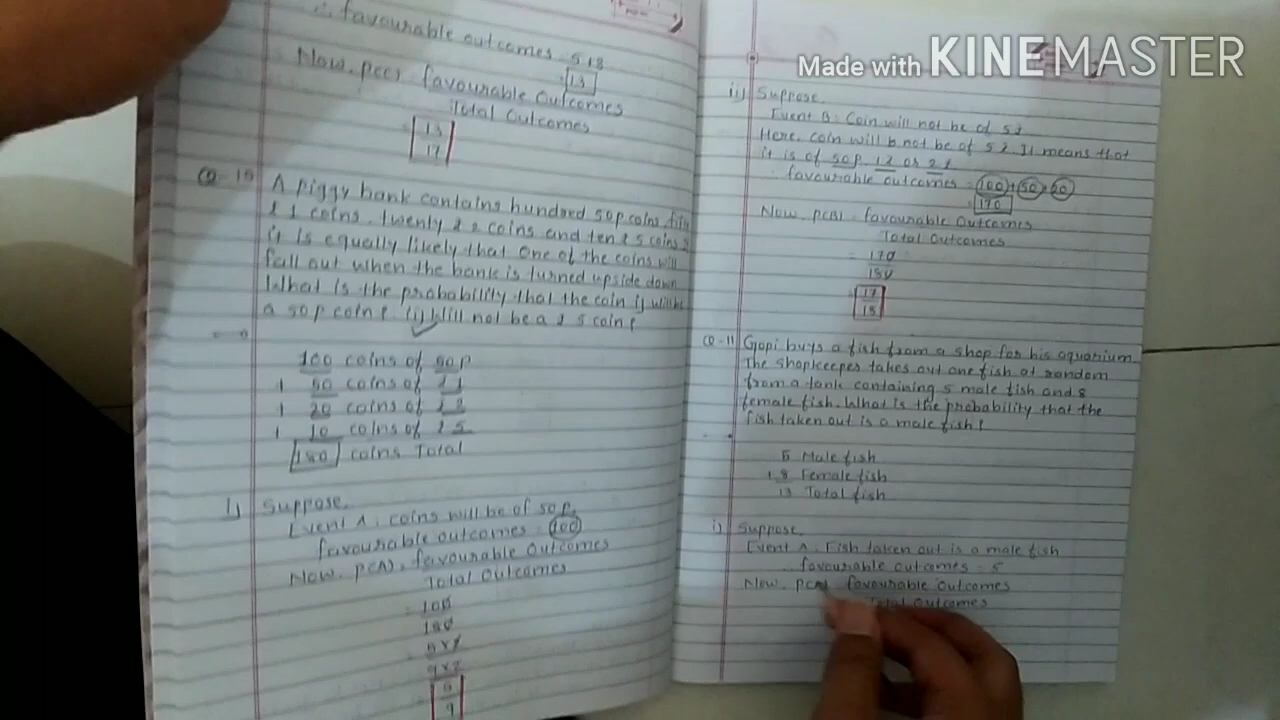 ∴ favourable outcomes = 5+8
= 13
Now, P(C) = favourable Outcomes
Total Outcomes
= 13
17
Q-10 A piggy bank contains hundred 50p coins, fifty
₹1 coins, twenty ₹2 coins and ten ₹5 coins.
it is equally likely that one of the coins will
fall out when the bank is turned upside down
What is the probability that the coin i) will be
a 50p coin? ii) Will not be a ₹5 coin?
100 coins of 50p
+ 50 coins of ₹1
+ 20 coins of ₹2
+ 10 coins of ₹5
180 coins Total
i) Suppose,
Event A: coins will be of 50p.
favourable outcomes = 100
Now, P(A) = favourable Outcomes
Total Outcomes
= 100
180
= 5×2
9×2
= 5
9
Made with KINEMASTER
ii) Suppose,
Event B: Coin will not be of 5₹
Here, coin will b not be of 5₹. It means that
it is of 50p, 1₹ or 2₹
∴ favourable outcomes = 100+50+20
= 170
Now P(B) = favourable Outcomes
Total Outcomes
= 170
180
= 17
18
Q-11 Gopi buys a fish from a shop for his aquarium.
The shopkeeper takes out one fish at random
from a tank containing 5 male fish and 8
female fish. What is the probability that the
fish taken out is a male fish?
5 Male fish
+ 8 Female fish
13 Total fish
i) Suppose,
Event A: Fish taken out is a male fish
∴ favourable outcomes = 5
Now, P(A) = favourable Outcomes
Total Outcomes